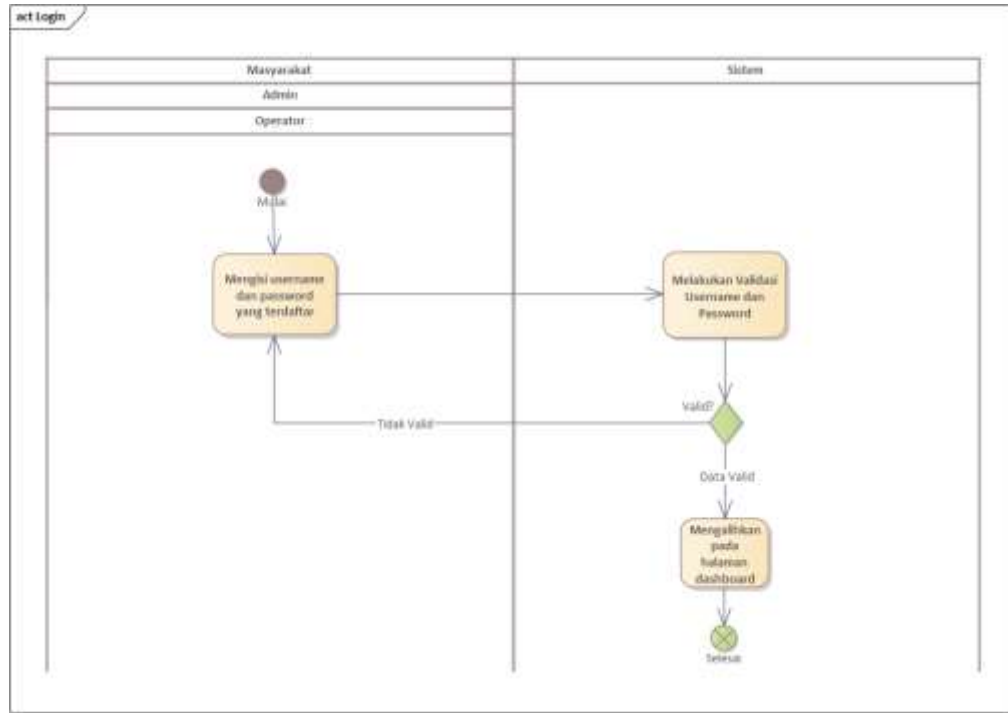 act Login
Masyarakat
Sistem
Admin
Operator
Mulai
Mengisi username
dan password
yang terdaftar
Melakukan Validasi
Username dan
Password
Valid?
Tidak Valid
Data Valid
Mengalihkan
pada
halaman
dashboard
Selesai